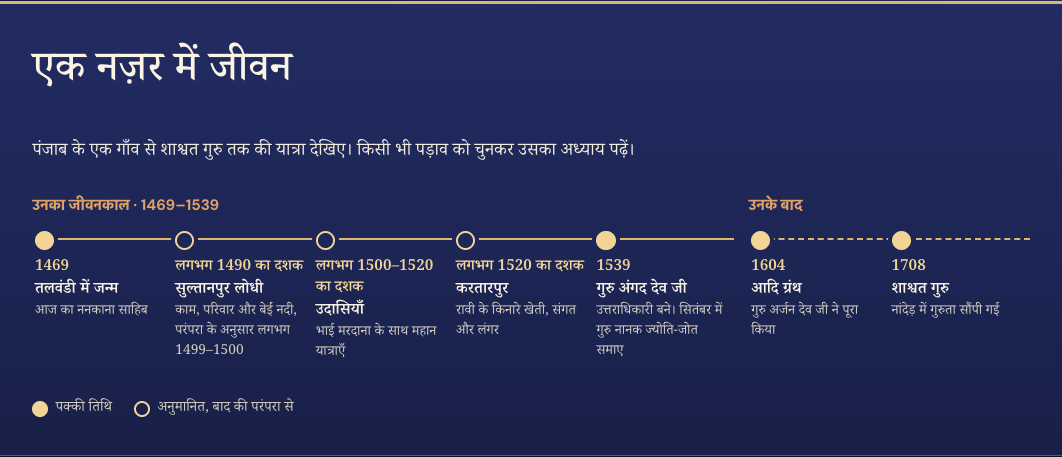 एक नज़र में जीवन
पंजाब के एक गाँव से शाश्वत गुरु तक की यात्रा देखिए। किसी भी पड़ाव को चुनकर उसका अध्याय पढ़ें।
उनका जीवनकाल · 1469–1539
1469
तलवंडी में जन्म
आज का ननकाना साहिब
लगभग 1490 का दशक
सुल्तानपुर लोधी
काम, परिवार और बेईं नदी,
परंपरा के अनुसार लगभग
1499–1500
लगभग 1500–1520
का दशक
उदासियाँ
भाई मरदाना के साथ महान
यात्राएँ
लगभग 1520 का दशक
करतारपुर
रावी के किनारे खेती, संगत
और लंगर
1539
गुरु अंगद देव जी
उत्तराधिकारी बने। सितंबर में
गुरु नानक ज्योति-जोत
समाए
उनके बाद
1604
आदि ग्रंथ
गुरु अर्जन देव जी ने पूरा
किया
1708
शाश्वत गुरु
नांदेड़ में गुरुता सौंपी गई
पक्की तिथि
अनुमानित, बाद की परंपरा से